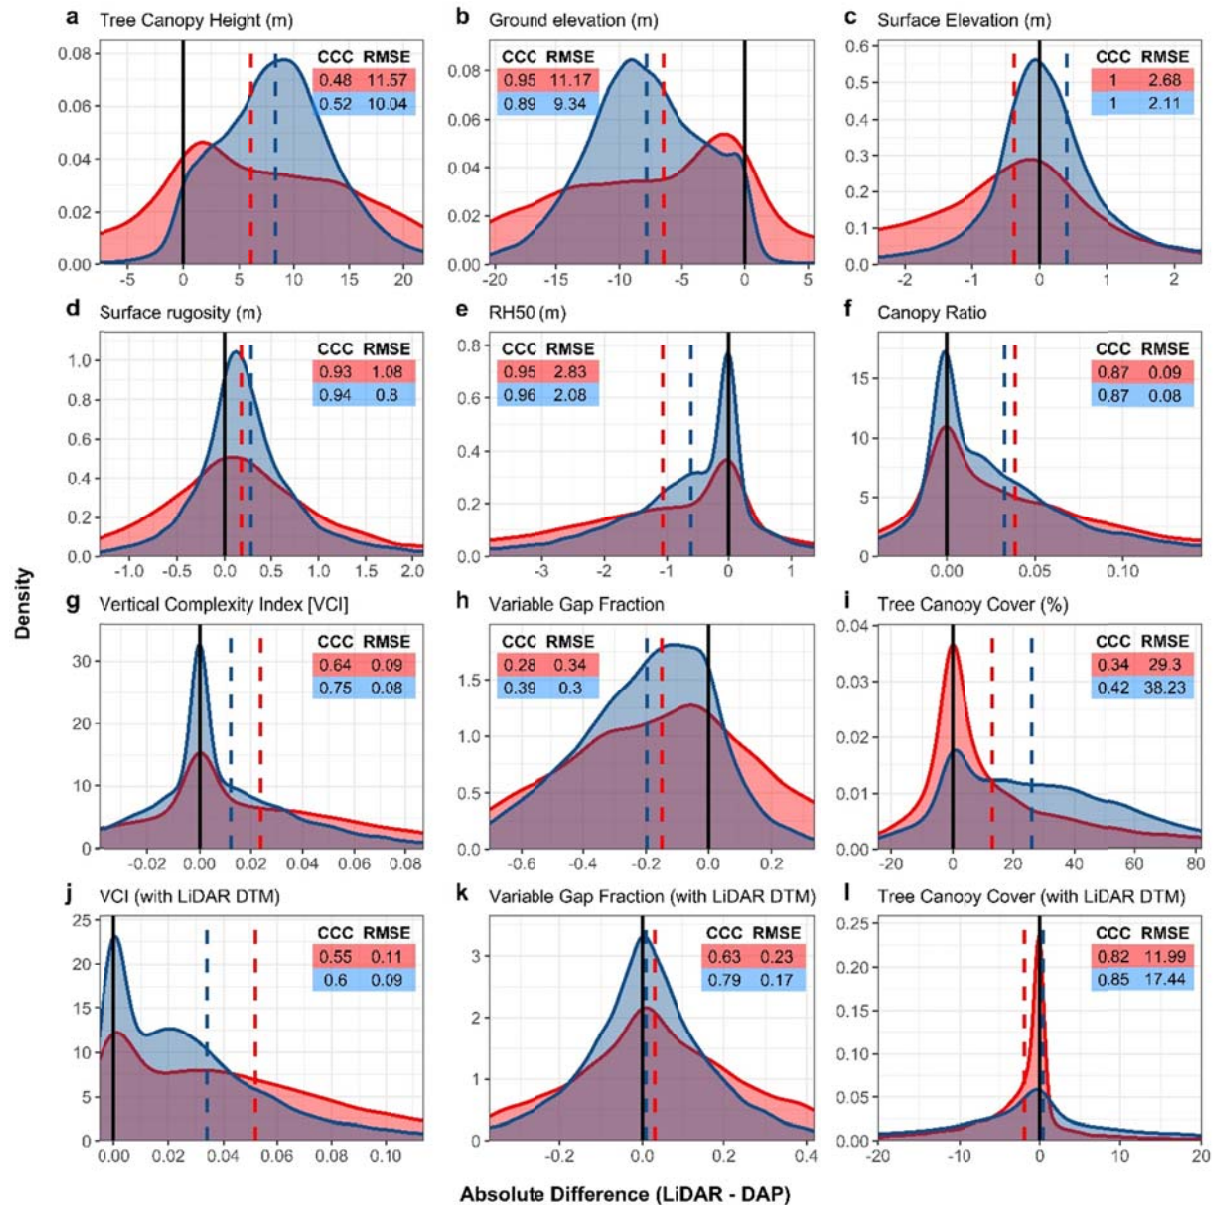 a Tree Canopy Height (m)
CCC RMSE
0.48 11.57
0.52 10.04
0.08
0.06
0.04
0.02
0.00
-5 0 5 10 15 20
b Ground elevation (m)
CCC RMSE
0.95 11.17
0.89 9.34
0.08
0.06
0.04
0.02
0.00
-20 -15 -10 -5 0 5
c Surface Elevation (m)
CCC RMSE
1 2.68
1 2.11
0.6
0.5
0.4
0.3
0.2
0.1
0.0
-2 -1 0 1 2
d Surface rugosity (m)
CCC RMSE
0.93 1.08
0.94 0.8
1.0
0.8
0.6
0.4
0.2
0.0
-1.0 -0.5 0.0 0.5 1.0 1.5 2.0
e RH50 (m)
CCC RMSE
0.95 2.83
0.96 2.08
0.8
0.6
0.4
0.2
0.0
-3 -2 -1 0 1
f Canopy Ratio
CCC RMSE
0.87 0.09
0.87 0.08
15
10
5
0
0.00 0.05 0.10
Density
g Vertical Complexity Index [VCI]
CCC RMSE
0.64 0.09
0.75 0.08
30
20
10
0
-0.02 0.00 0.02 0.04 0.06 0.08
h Variable Gap Fraction
CCC RMSE
0.28 0.34
0.39 0.3
1.5
1.0
0.5
0.0
-0.6 -0.4 -0.2 0.0 0.2
i Tree Canopy Cover (%)
CCC RMSE
0.34 29.3
0.42 38.23
0.04
0.03
0.02
0.01
0.00
-20 0 20 40 60 80
j VCI (with LiDAR DTM)
CCC RMSE
0.55 0.11
0.6 0.09
25
20
15
10
5
0
0.00 0.02 0.04 0.06 0.08 0.10
k Variable Gap Fraction (with LiDAR DTM)
CCC RMSE
0.63 0.23
0.79 0.17
3
2
1
0
-0.2 0.0 0.2 0.4
l Tree Canopy Cover (with LiDAR DTM)
CCC RMSE
0.82 11.99
0.85 17.44
0.25
0.20
0.15
0.10
0.05
0.00
-20 -10 0 10 20
Absolute Difference (LiDAR - DAP)